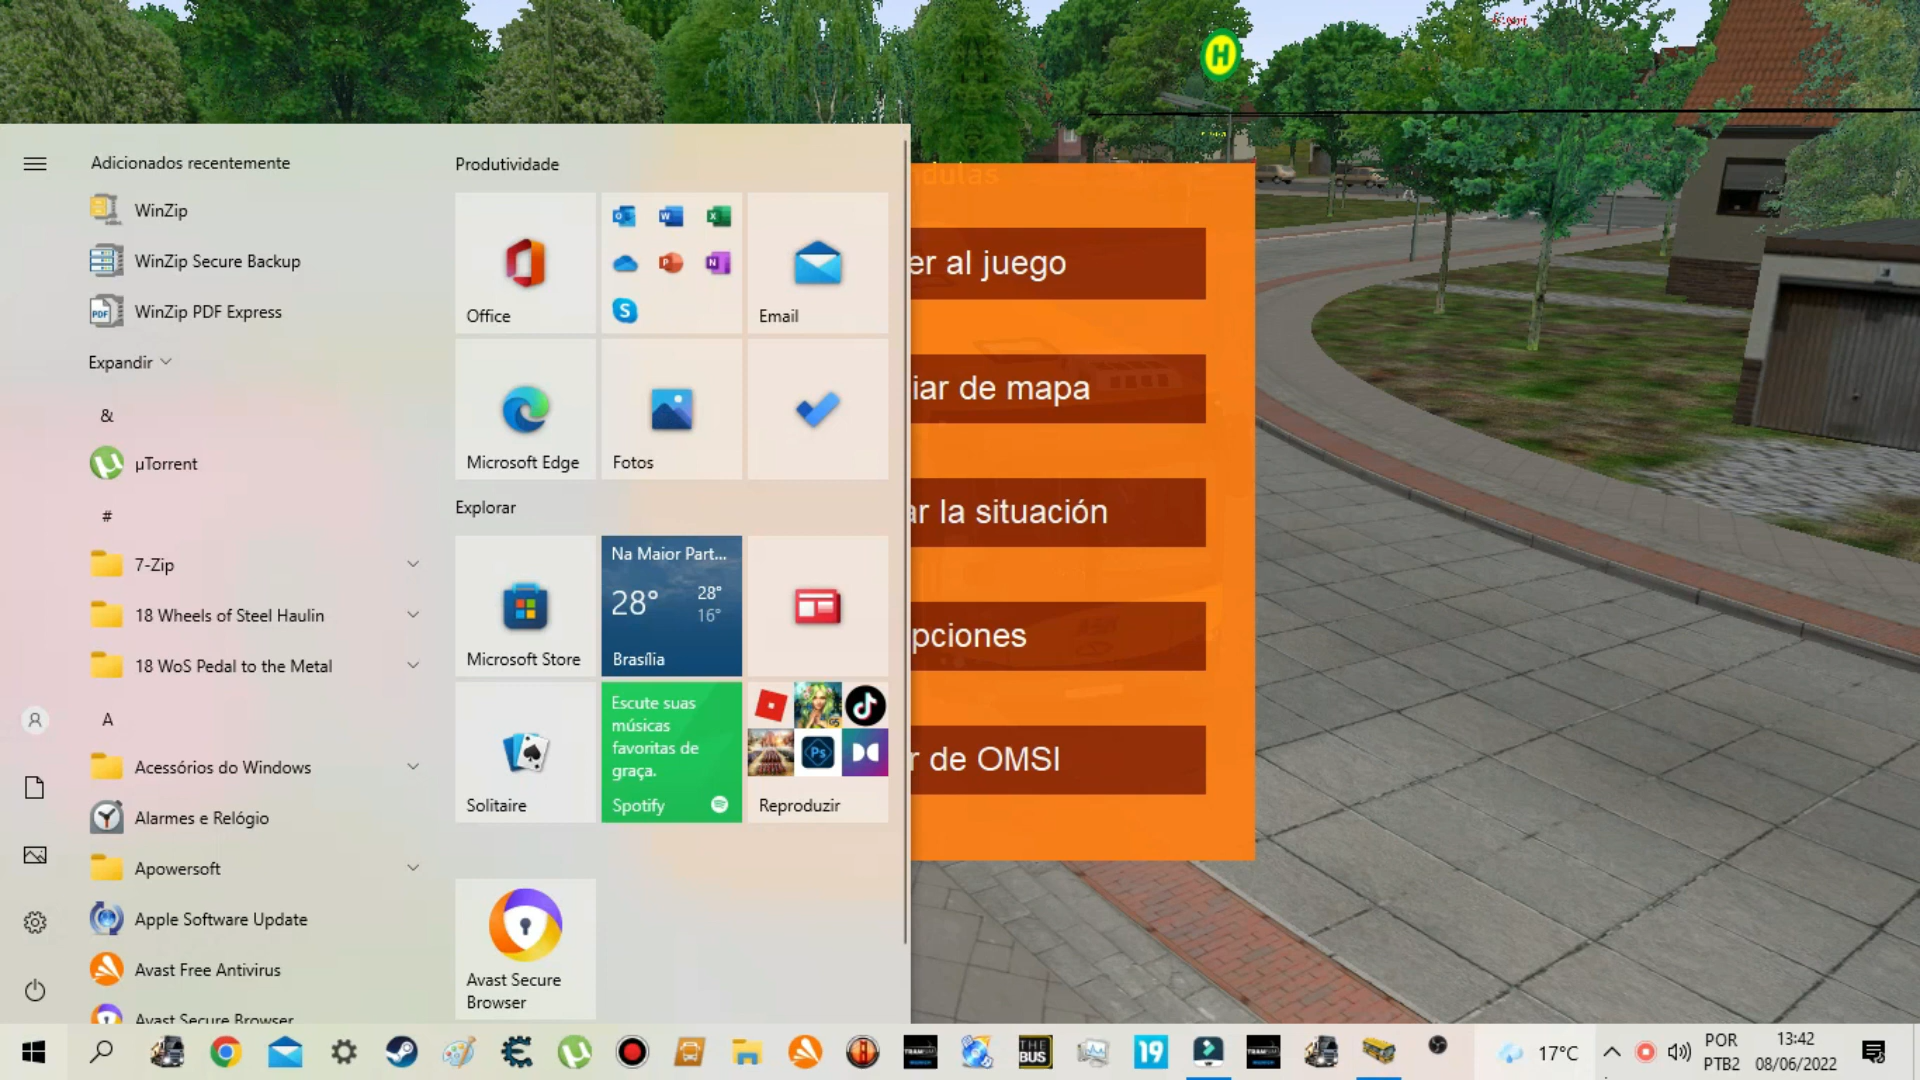 H
Adicionados recentemente
WinZip
WinZip Secure Backup
PDF
WinZip PDF Express
Expandir
&
µTorrent
#
7-Zip
18 Wheels of Steel Haulin
18 WoS Pedal to the Metal
A
Acessórios do Windows
Alarmes e Relógio
Apowersoft
Apple Software Update
Avast Free Antivirus
Avast Secure Browser
Produtividade
Office
Email
Microsoft Edge
Fotos
Explorar
Microsoft Store
Na Maior Part...
28°
28°
16°
Brasília
Solitaire
Escute suas
músicas
favoritas de
graça.
Spotify
Ps
Reproduzir
Avast Secure
Browser
er al juego
iar de mapa
ar la situación
pciones
r de OMSI
THE
BUS
19
17°C
POR
PTB2
13:42
08/06/2022